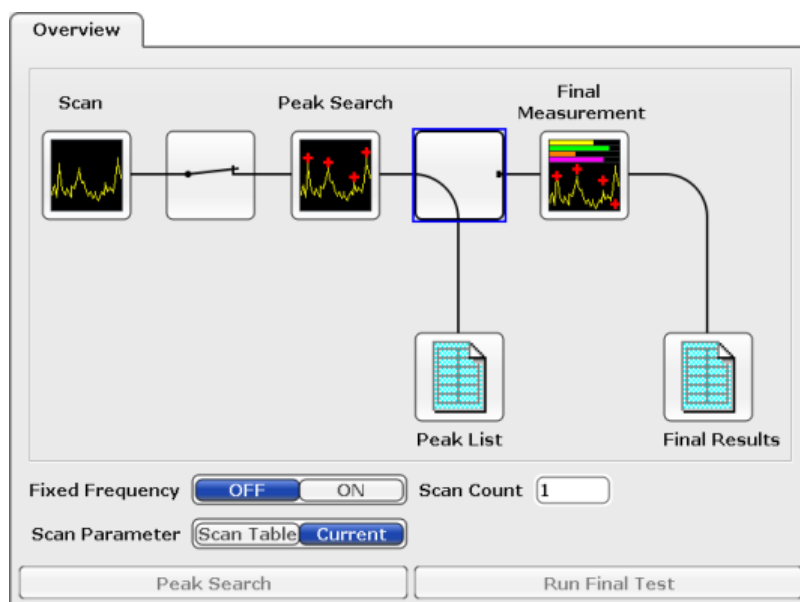 Overview
Scan
Peak Search
Final
Measurement
Peak List
Final Results
Fixed Frequency OFF ON Scan Count 1
Scan Parameter Scan Table Current
Peak Search Run Final Test